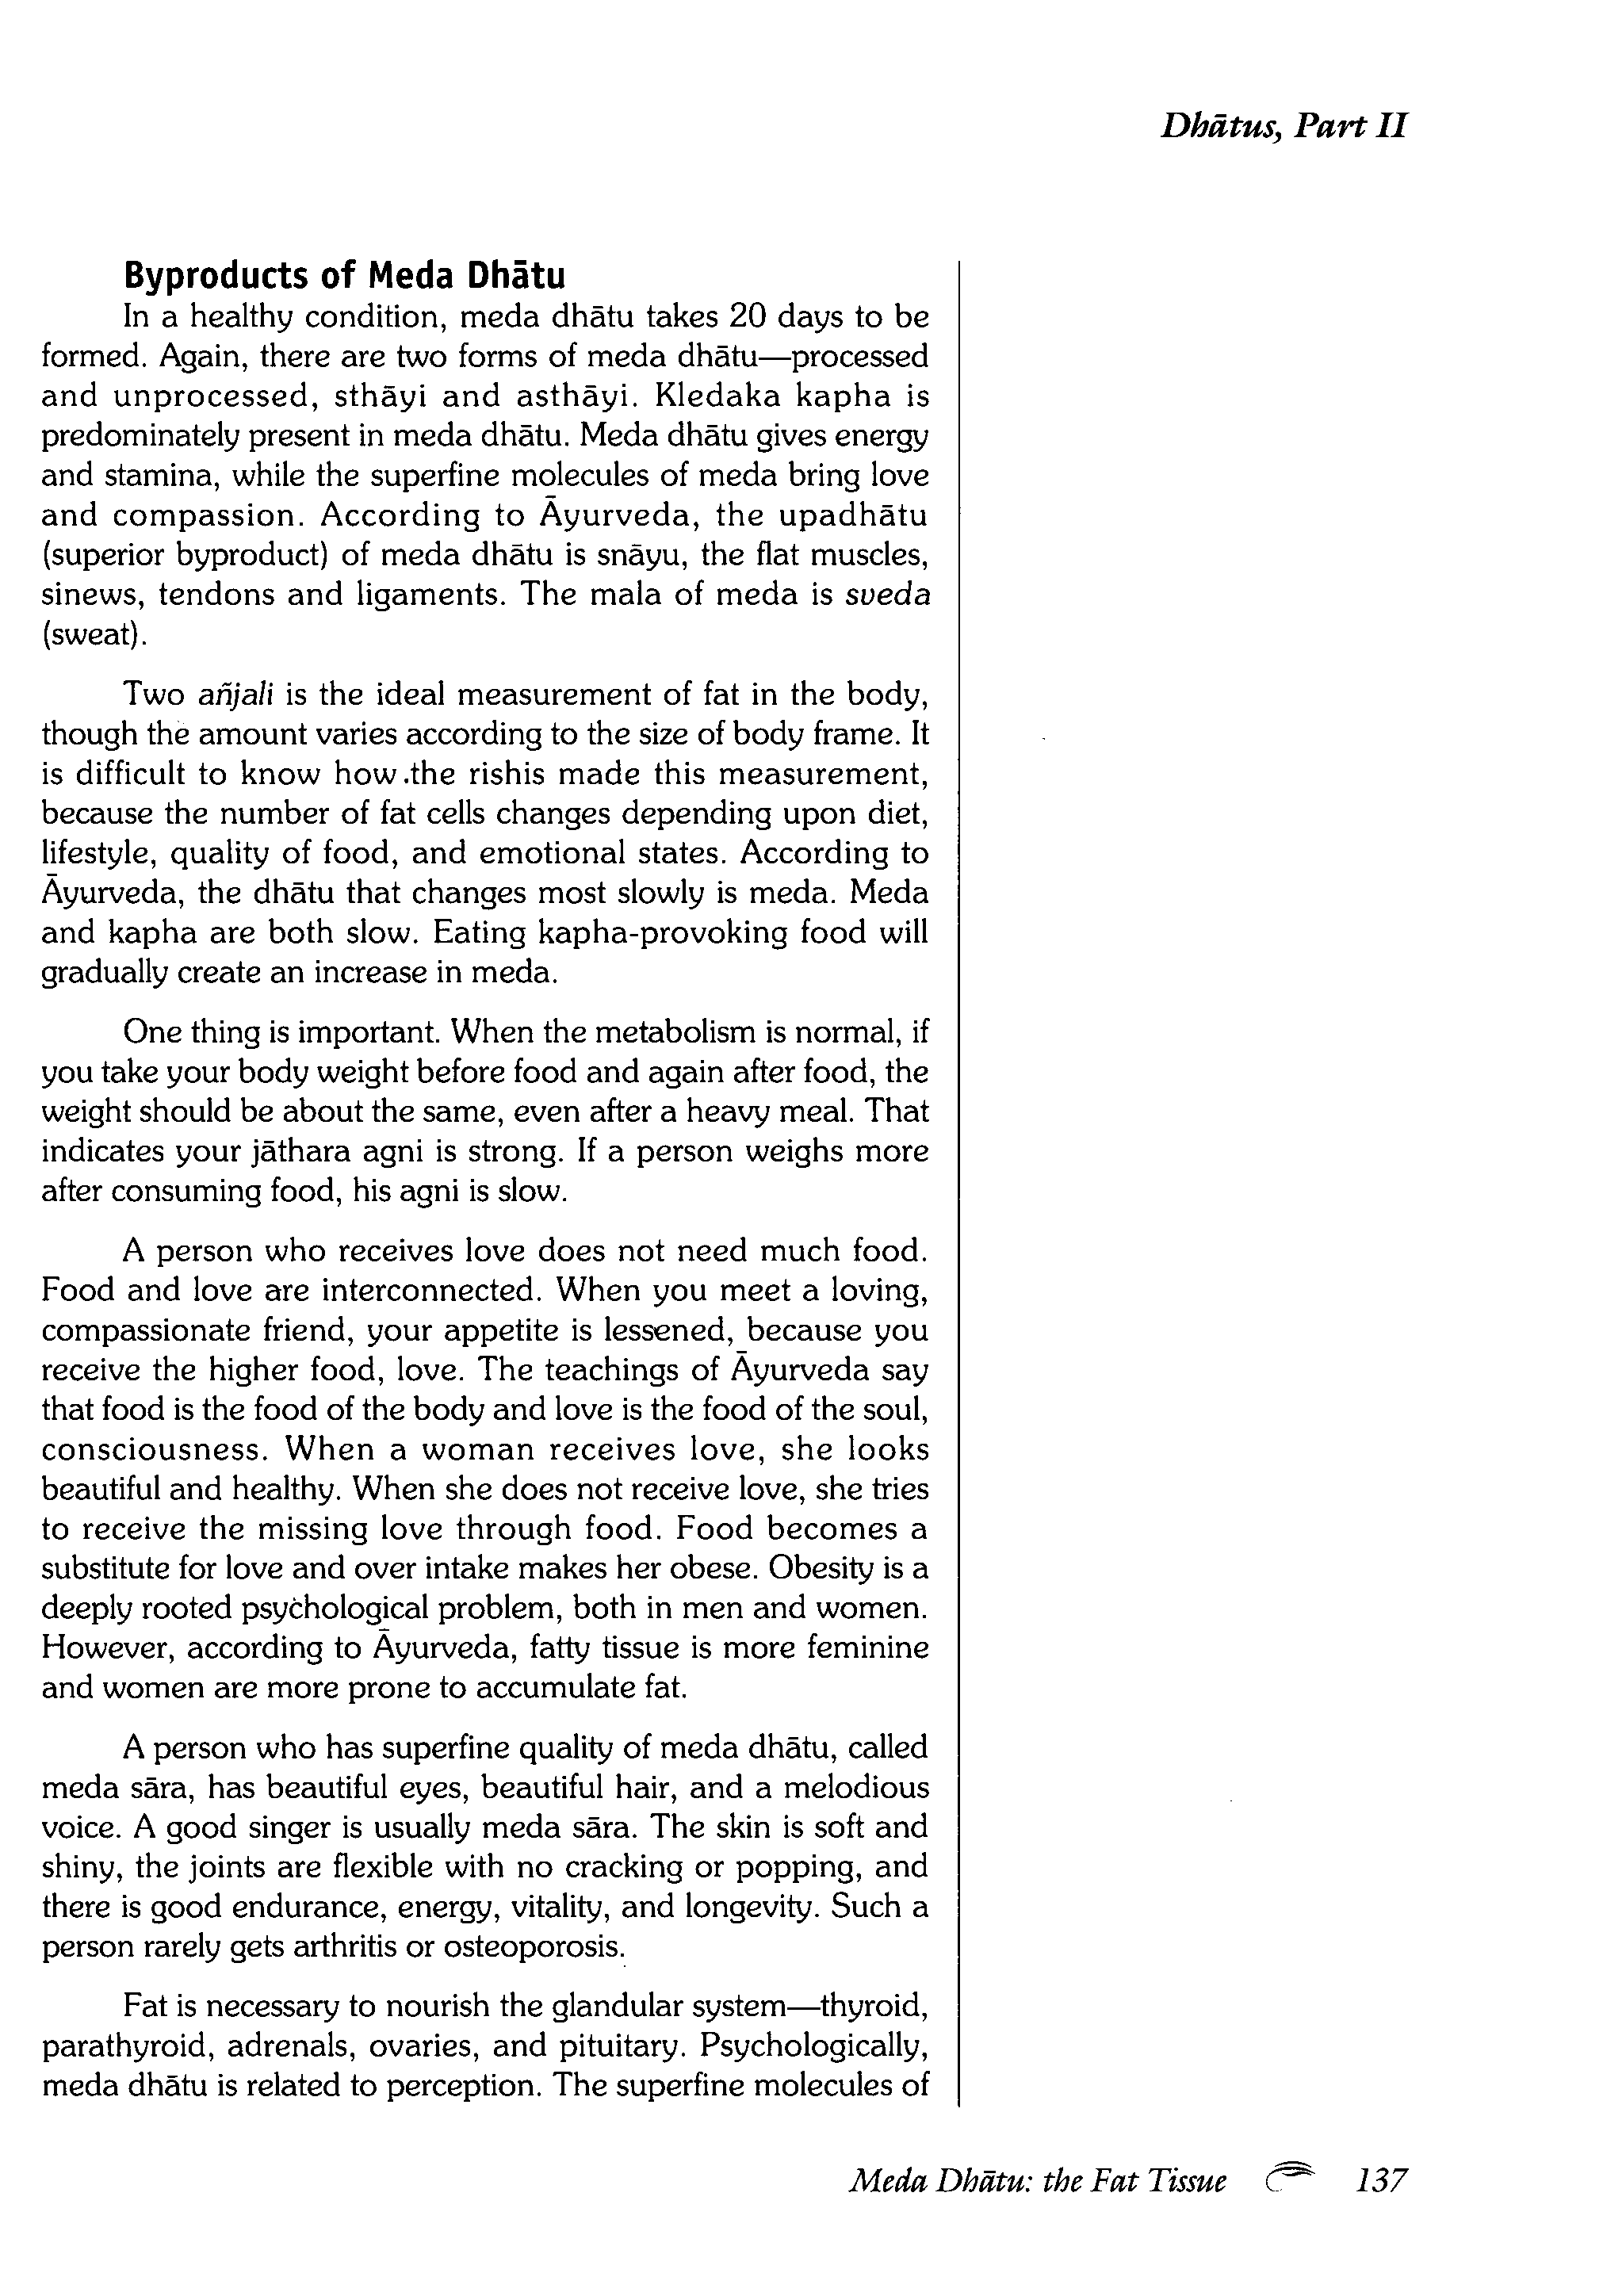 Dhātus, Part II
Byproducts of Meda Dhātu
In a healthy condition, meda dhātu takes 20 days to be
formed. Again, there are two forms of meda dhātu—processed
and unprocessed, sthāyi and asthāyi. Kledaka kapha is
predominately present in meda dhātu. Meda dhātu gives energy
and stamina, while the superfine molecules of meda bring love
and compassion. According to Āyurveda, the upadhātu
(superior byproduct) of meda dhātu is snāyu, the flat muscles,
sinews, tendons and ligaments. The mala of meda is sveda
(sweat).
Two añjali is the ideal measurement of fat in the body,
though the amount varies according to the size of body frame. It
is difficult to know how .the rishis made this measurement,
because the number of fat cells changes depending upon diet,
lifestyle, quality of food, and emotional states. According to
Āyurveda, the dhātu that changes most slowly is meda. Meda
and kapha are both slow. Eating kapha-provoking food will
gradually create an increase in meda.
One thing is important. When the metabolism is normal, if
you take your body weight before food and again after food, the
weight should be about the same, even after a heavy meal. That
indicates your jāthara agni is strong. If a person weighs more
after consuming food, his agni is slow.
A person who receives love does not need much food.
Food and love are interconnected. When you meet a loving,
compassionate friend, your appetite is lessened, because you
receive the higher food, love. The teachings of Āyurveda say
that food is the food of the body and love is the food of the soul,
consciousness. When a woman receives love, she looks
beautiful and healthy. When she does not receive love, she tries
to receive the missing love through food. Food becomes a
substitute for love and over intake makes her obese. Obesity is a
deeply rooted psychological problem, both in men and women.
However, according to Āyurveda, fatty tissue is more feminine
and women are more prone to accumulate fat.
A person who has superfine quality of meda dhātu, called
meda sāra, has beautiful eyes, beautiful hair, and a melodious
voice. A good singer is usually meda sāra. The skin is soft and
shiny, the joints are flexible with no cracking or popping, and
there is good endurance, energy, vitality, and longevity. Such a
person rarely gets arthritis or osteoporosis.
Fat is necessary to nourish the glandular system—thyroid,
parathyroid, adrenals, ovaries, and pituitary. Psychologically,
meda dhātu is related to perception. The superfine molecules of
Meda Dhātu: the Fat Tissue 137